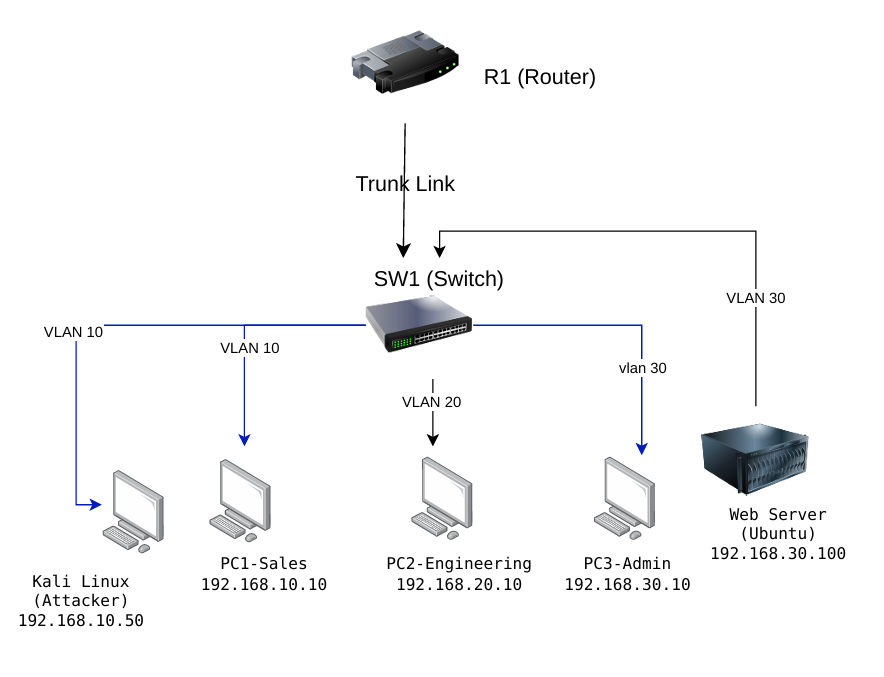 R1 (Router)
Trunk Link
SW1 (Switch)
VLAN 30
VLAN 10
VLAN 10
vlan 30
VLAN 20
Web Server
(Ubuntu)
192.168.30.100
PC1-Sales
192.168.10.10
PC2-Engineering
192.168.20.10
PC3-Admin
192.168.30.10
Kali Linux
(Attacker)
192.168.10.50